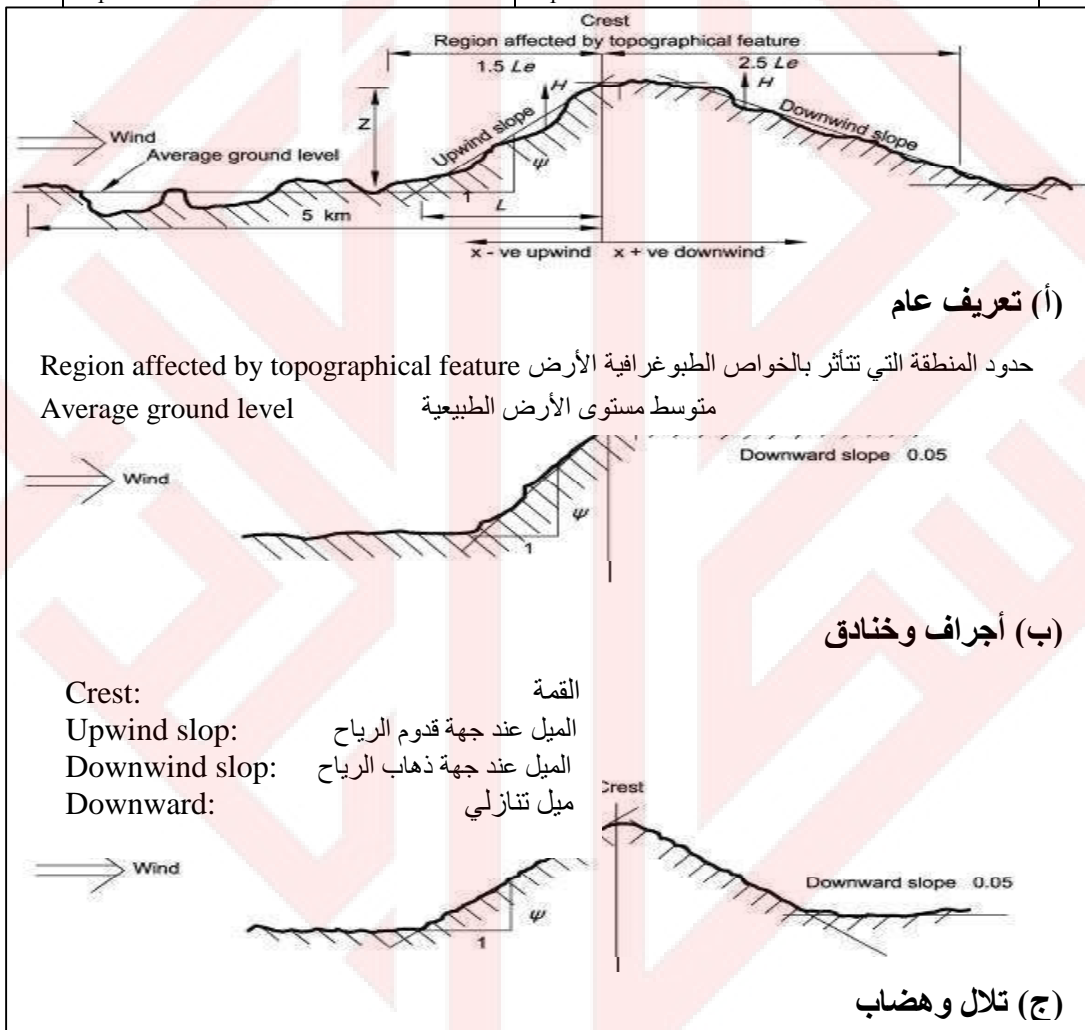 Crest
Region affected by topographical feature
1.5 Le
2.5 Le
H
H
Z
Upwind slope
Downwind slope
Wind
Average ground level
ψ
1
L
5 km
x - ve upwind x + ve downwind
(أ) تعريف عام
حدود المنطقة التي تتأثر بالخواص الطبوغرافية الأرض Region affected by topographical feature
متوسط مستوى الأرض الطبيعية Average ground level
Downward slope 0.05
Wind
ψ
1
(ب) أجراف وخنادق
Crest: القمة
Upwind slop: الميل عند جهة قدوم الرياح
Downwind slop: الميل عند جهة ذهاب الرياح
Downward: ميل تنازلي
Crest
Wind
Downward slope 0.05
ψ
1
(ج) تلال وهضاب